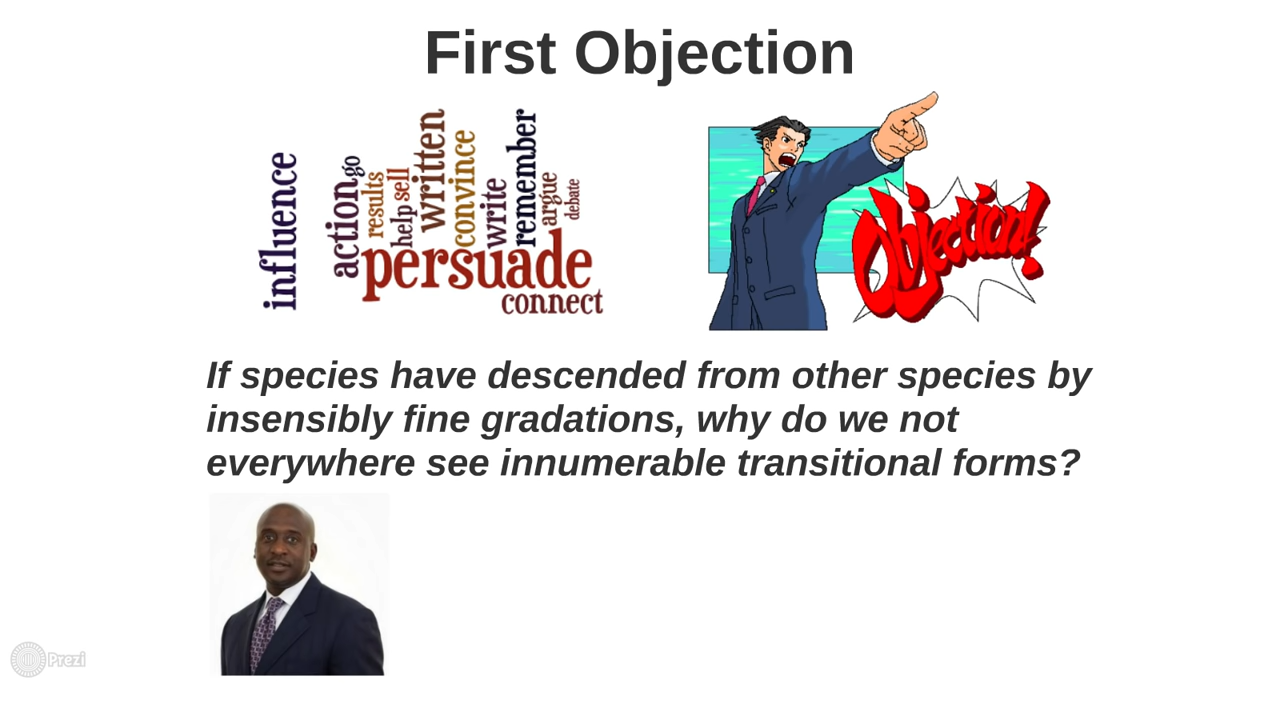 First Objection
influence
action
go
results
help
sell
written
convince
write
remember
argue
debate
persuade
connect
Objection!
If species have descended from other species by
insensibly fine gradations, why do we not
everywhere see innumerable transitional forms?
Prezi